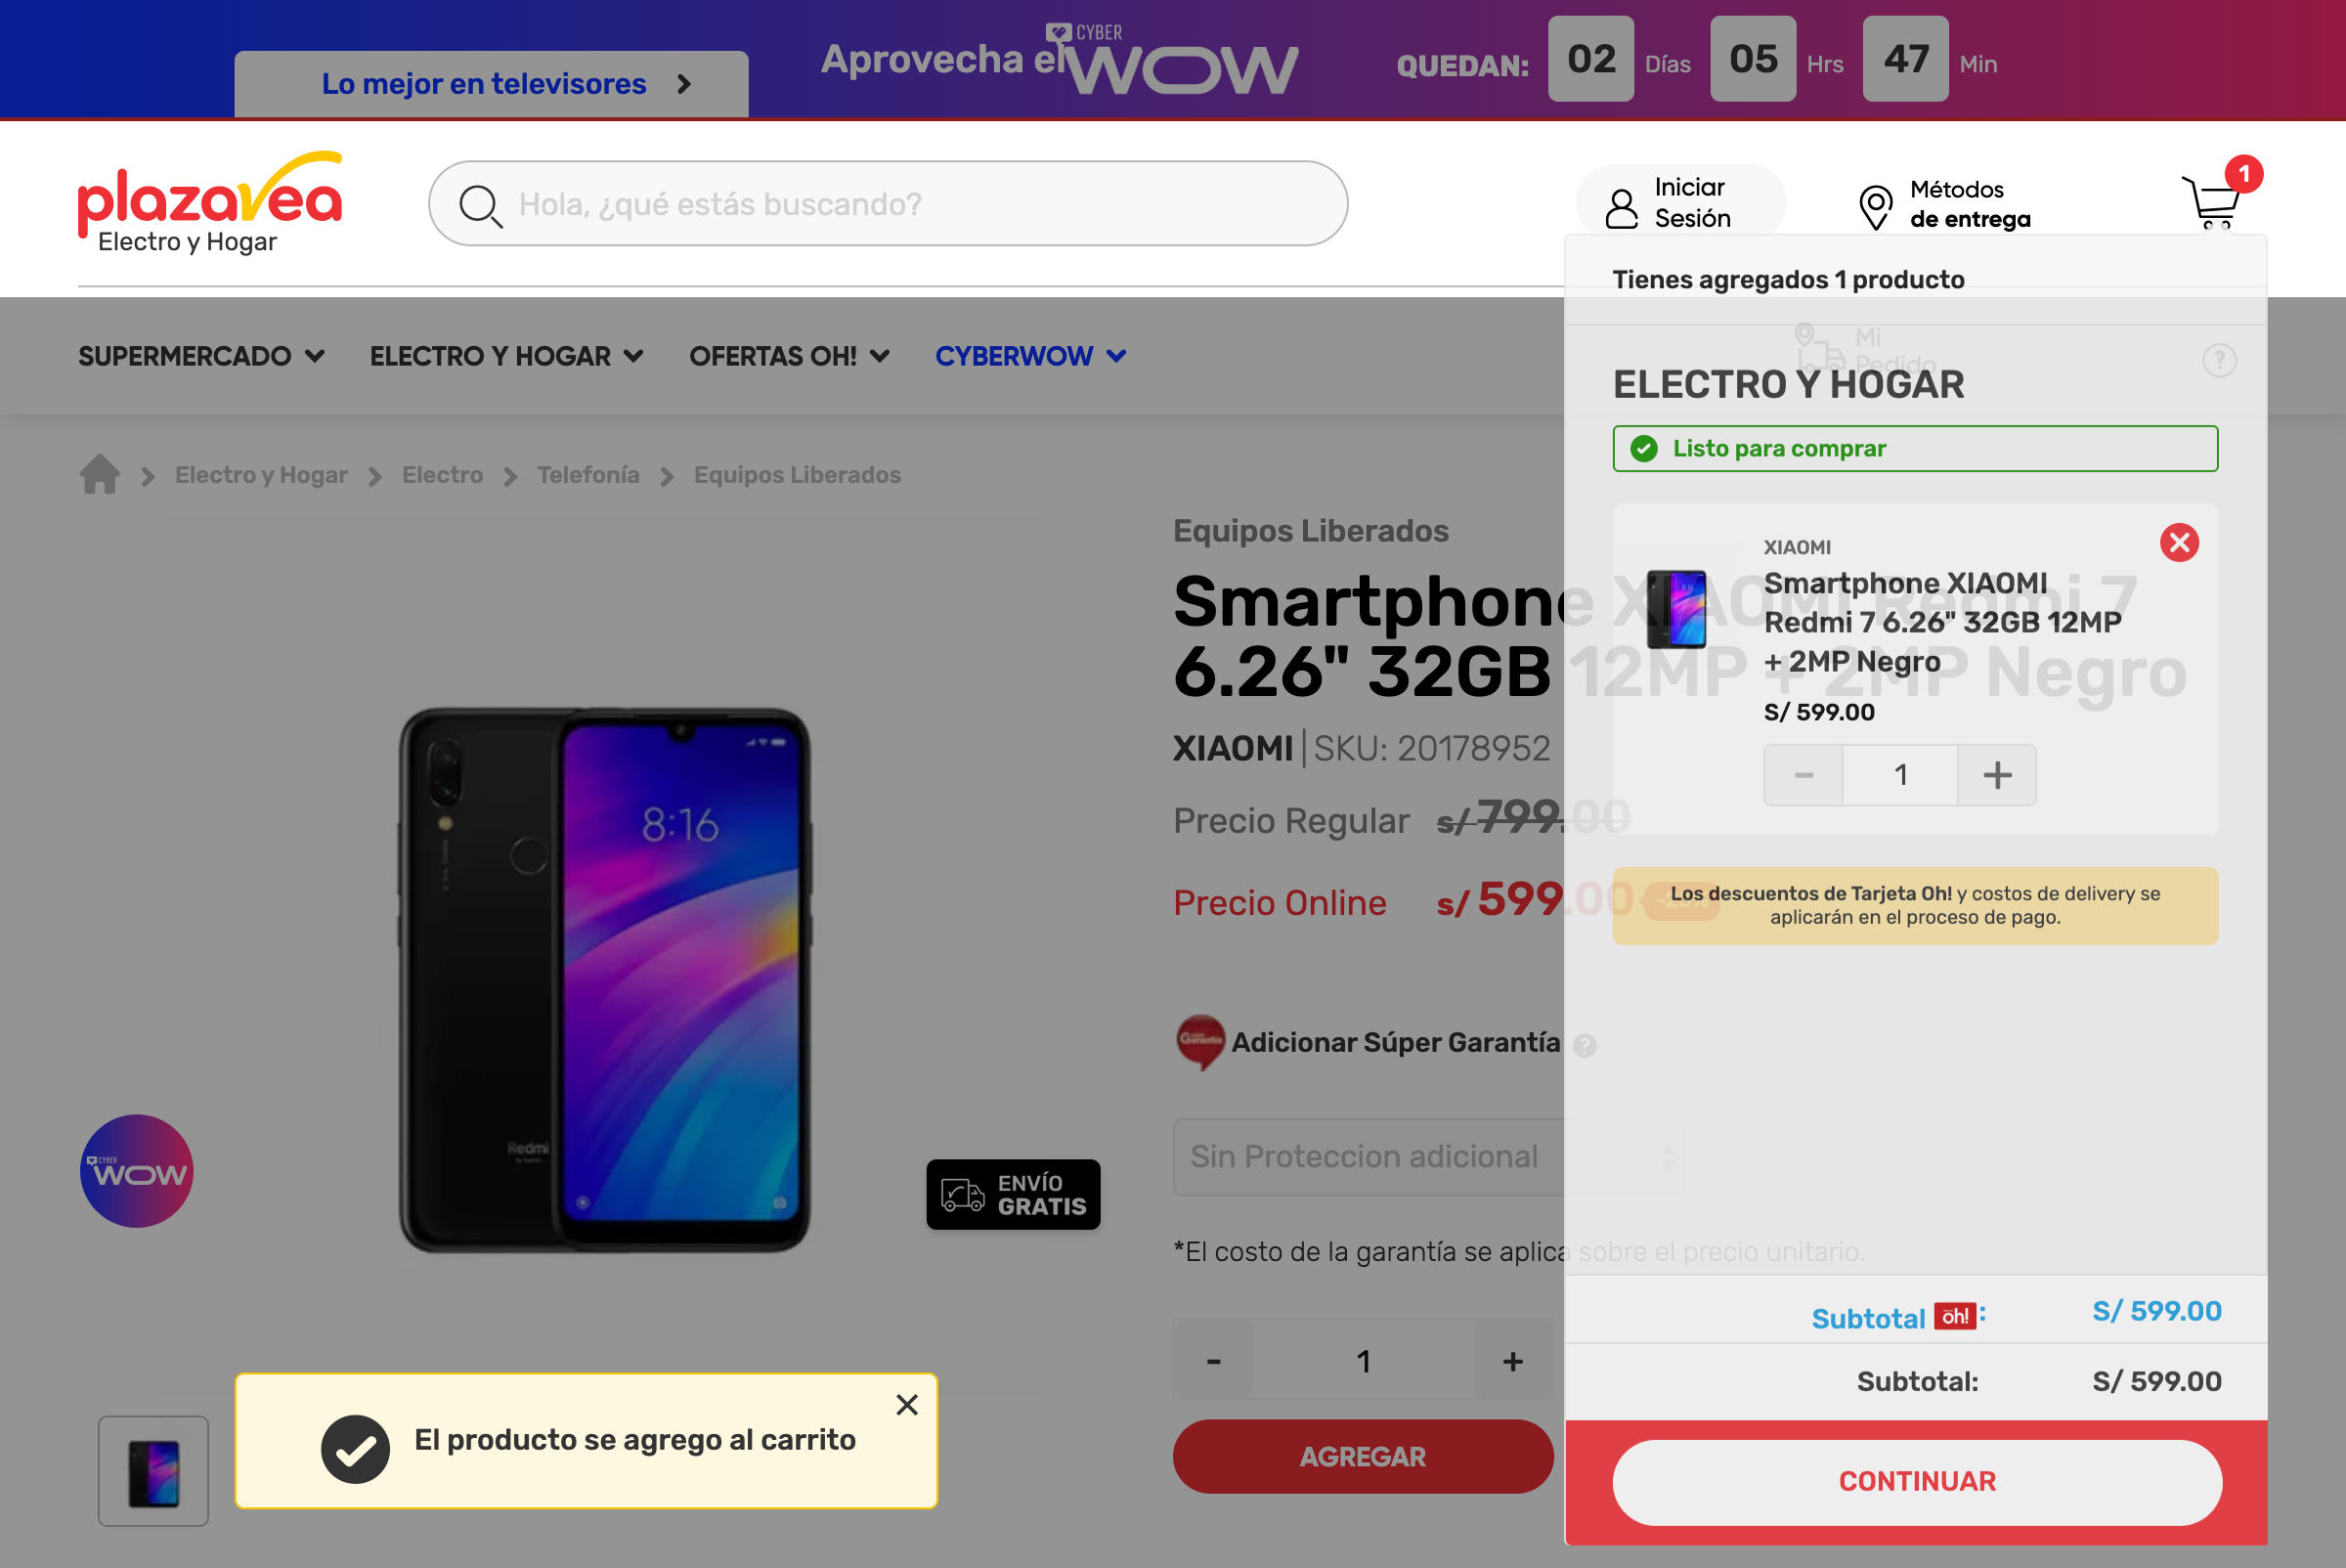 Lo mejor en televisores
Aprovecha el
CYBER
WOW
QUEDAN:
02 Días 05 Hrs 47 Min
plazavea
Electro y Hogar
Hola, ¿qué estás buscando?
Iniciar
Sesión
Métodos
de entrega
1
SUPERMERCADO
ELECTRO Y HOGAR
OFERTAS OH!
CYBERWOW
Mi
Pedido
?
Electro y Hogar
Electro
Telefonía
Equipos Liberados
8:16
Redmi
CYBER
WOW
ENVÍO
GRATIS
El producto se agrego al carrito
Equipos Liberados
Smartphone XIAOMI Redmi 7
6.26" 32GB 12MP + 2MP Negro
XIAOMI | SKU: 20178952
Precio Regular s/ 799.00
Precio Online s/ 599.00
Garantía
Adicionar Súper Garantía ?
Sin Proteccion adicional
*El costo de la garantía se aplica sobre el precio unitario.
- 1 +
AGREGAR
Tienes agregados 1 producto
ELECTRO Y HOGAR
Listo para comprar
XIAOMI
Smartphone XIAOMI
Redmi 7 6.26" 32GB 12MP
+ 2MP Negro
S/ 599.00
- 1 +
Los descuentos de Tarjeta Oh! y costos de delivery se
aplicarán en el proceso de pago.
Subtotal oh! : S/ 599.00
Subtotal: S/ 599.00
CONTINUAR